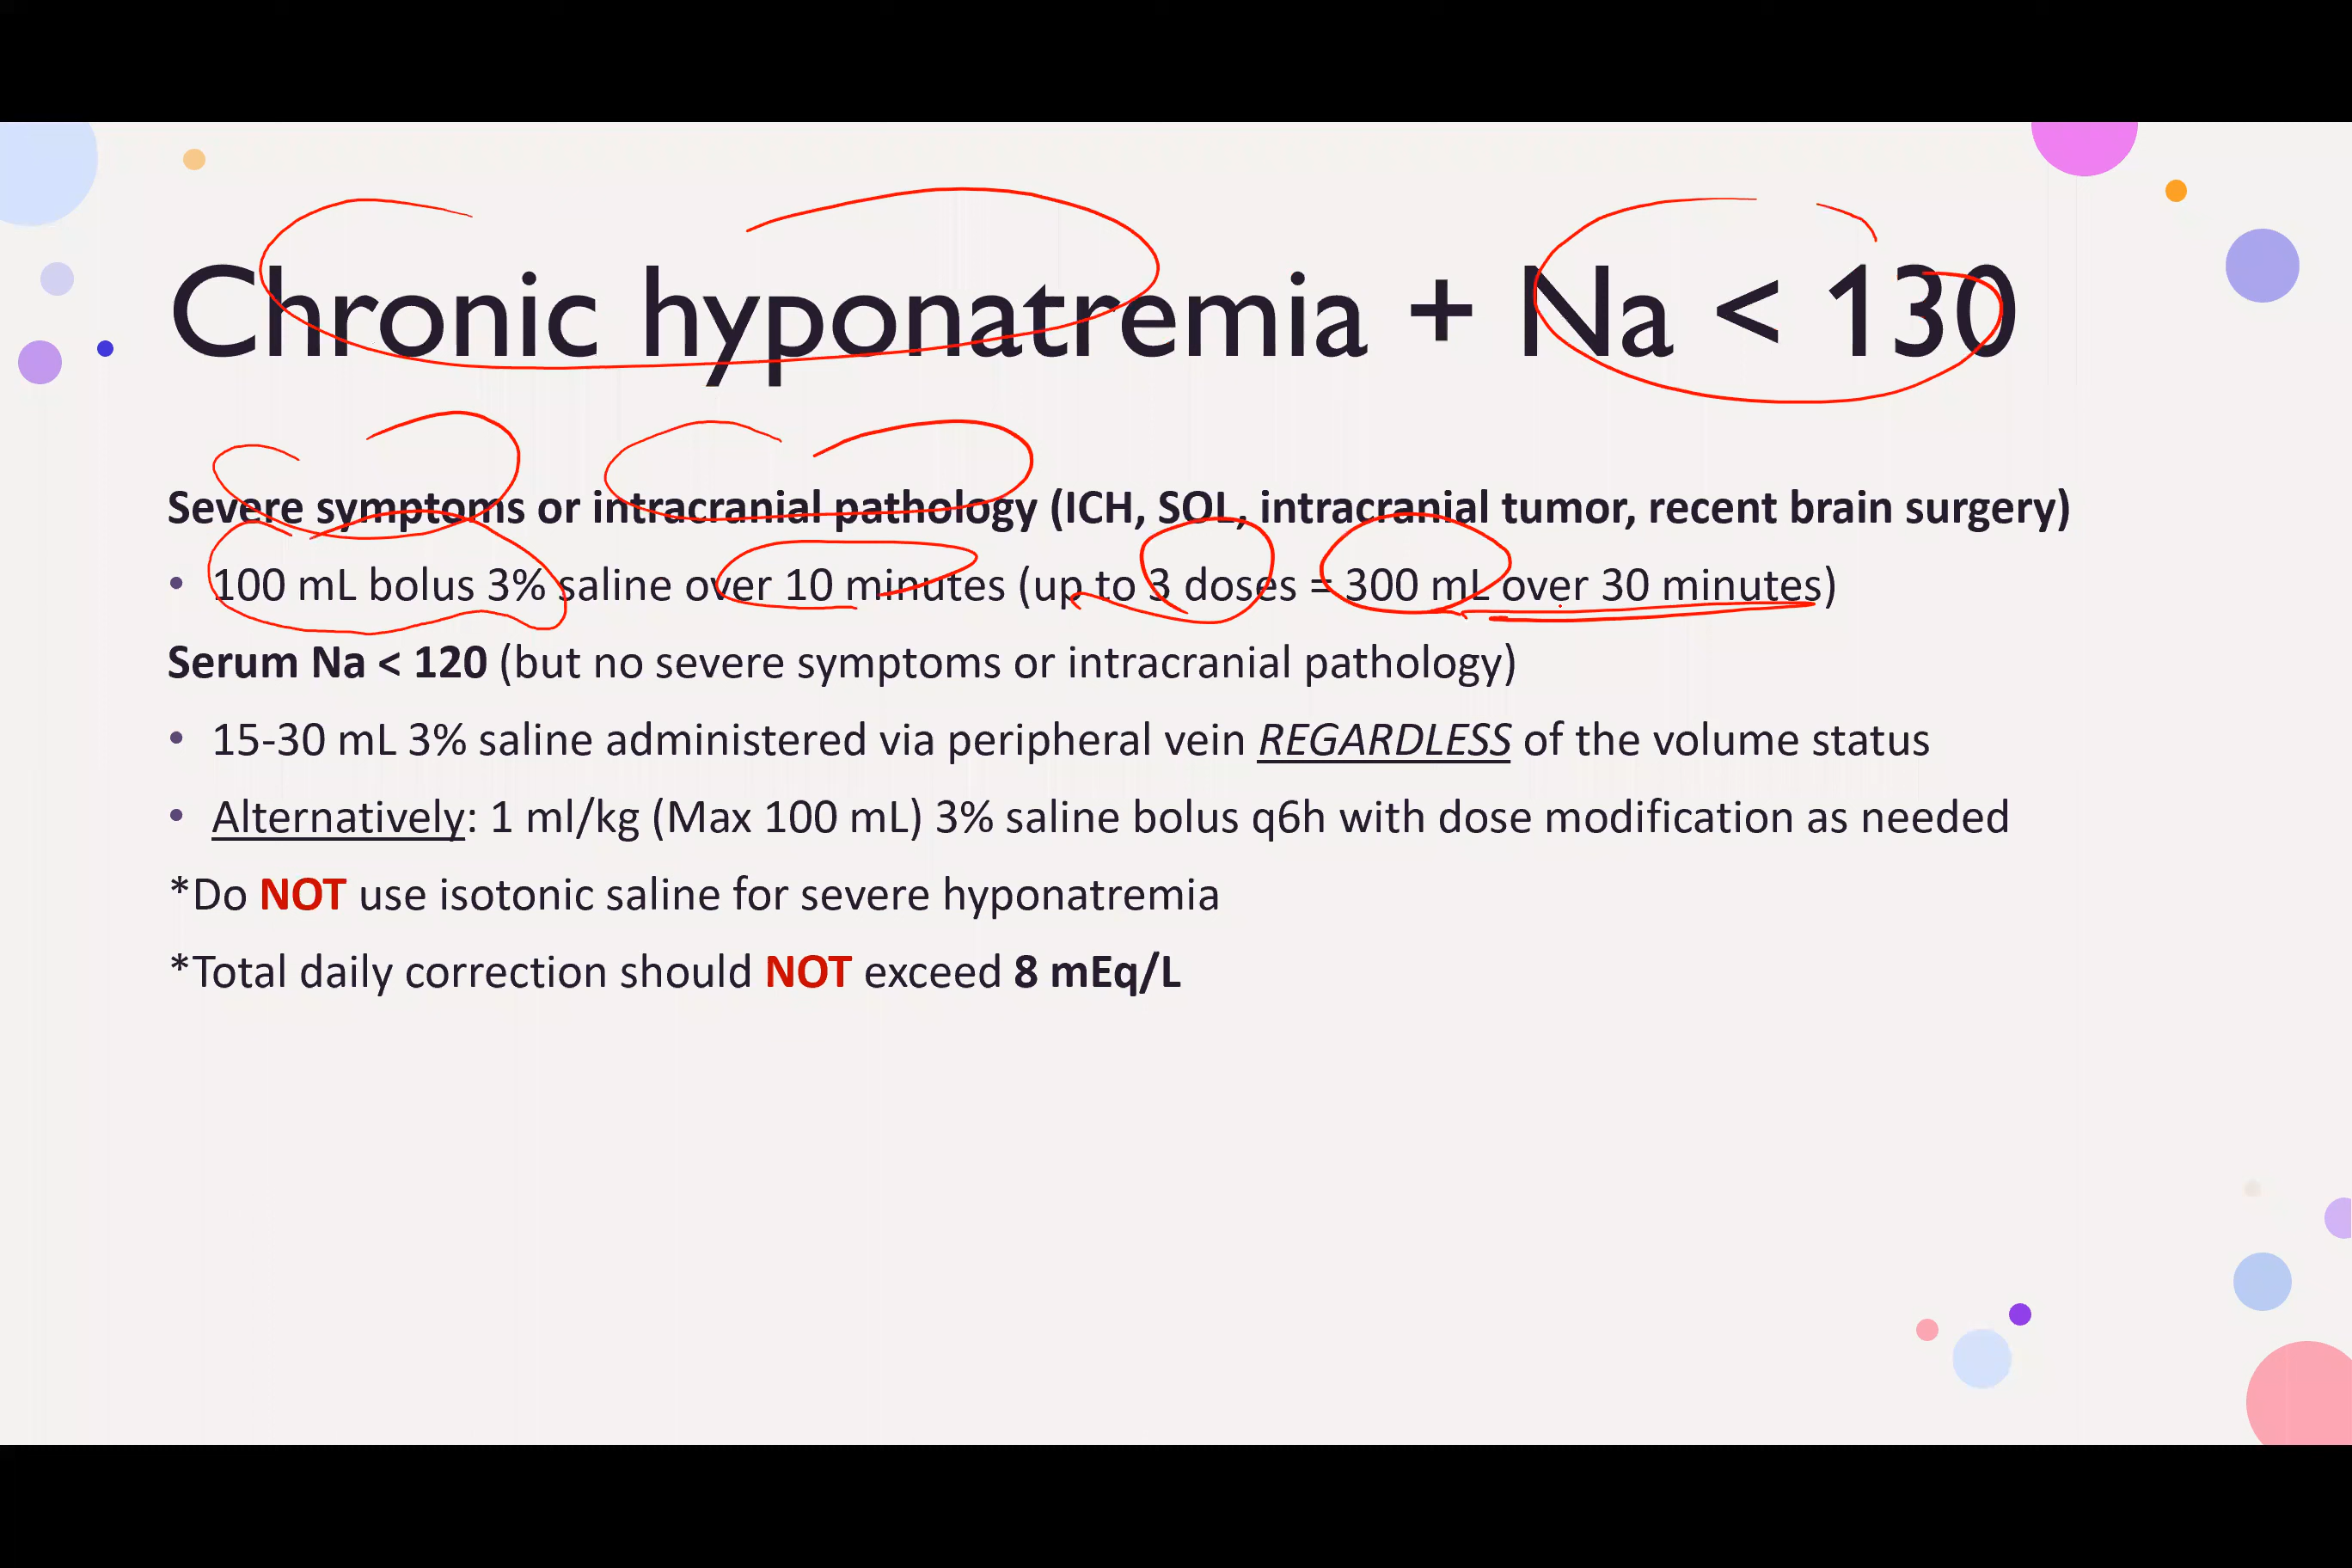 Chronic hyponatremia + Na < 130
Severe symptoms or intracranial pathology (ICH, SOL, intracranial tumor, recent brain surgery)
• 100 mL bolus 3% saline over 10 minutes (up to 3 doses = 300 mL over 30 minutes)
Serum Na < 120 (but no severe symptoms or intracranial pathology)
• 15-30 mL 3% saline administered via peripheral vein REGARDLESS of the volume status
• Alternatively: 1 ml/kg (Max 100 mL) 3% saline bolus q6h with dose modification as needed
*Do NOT use isotonic saline for severe hyponatremia
*Total daily correction should NOT exceed 8 mEq/L